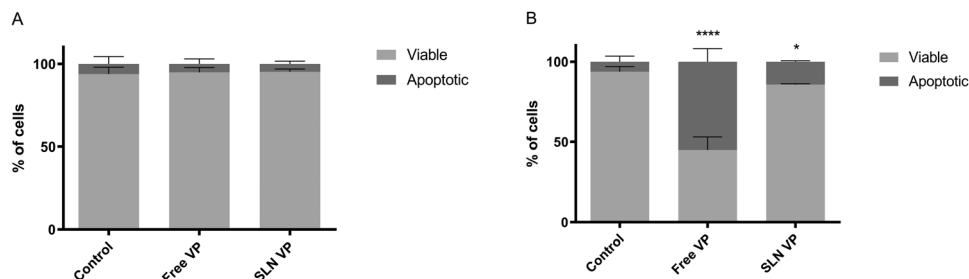 A
% of cells
100
50
0
Control
Free VP
SLN VP
Viable
Apoptotic
B
% of cells
100
50
0
****
*
Control
Free VP
SLN VP
Viable
Apoptotic